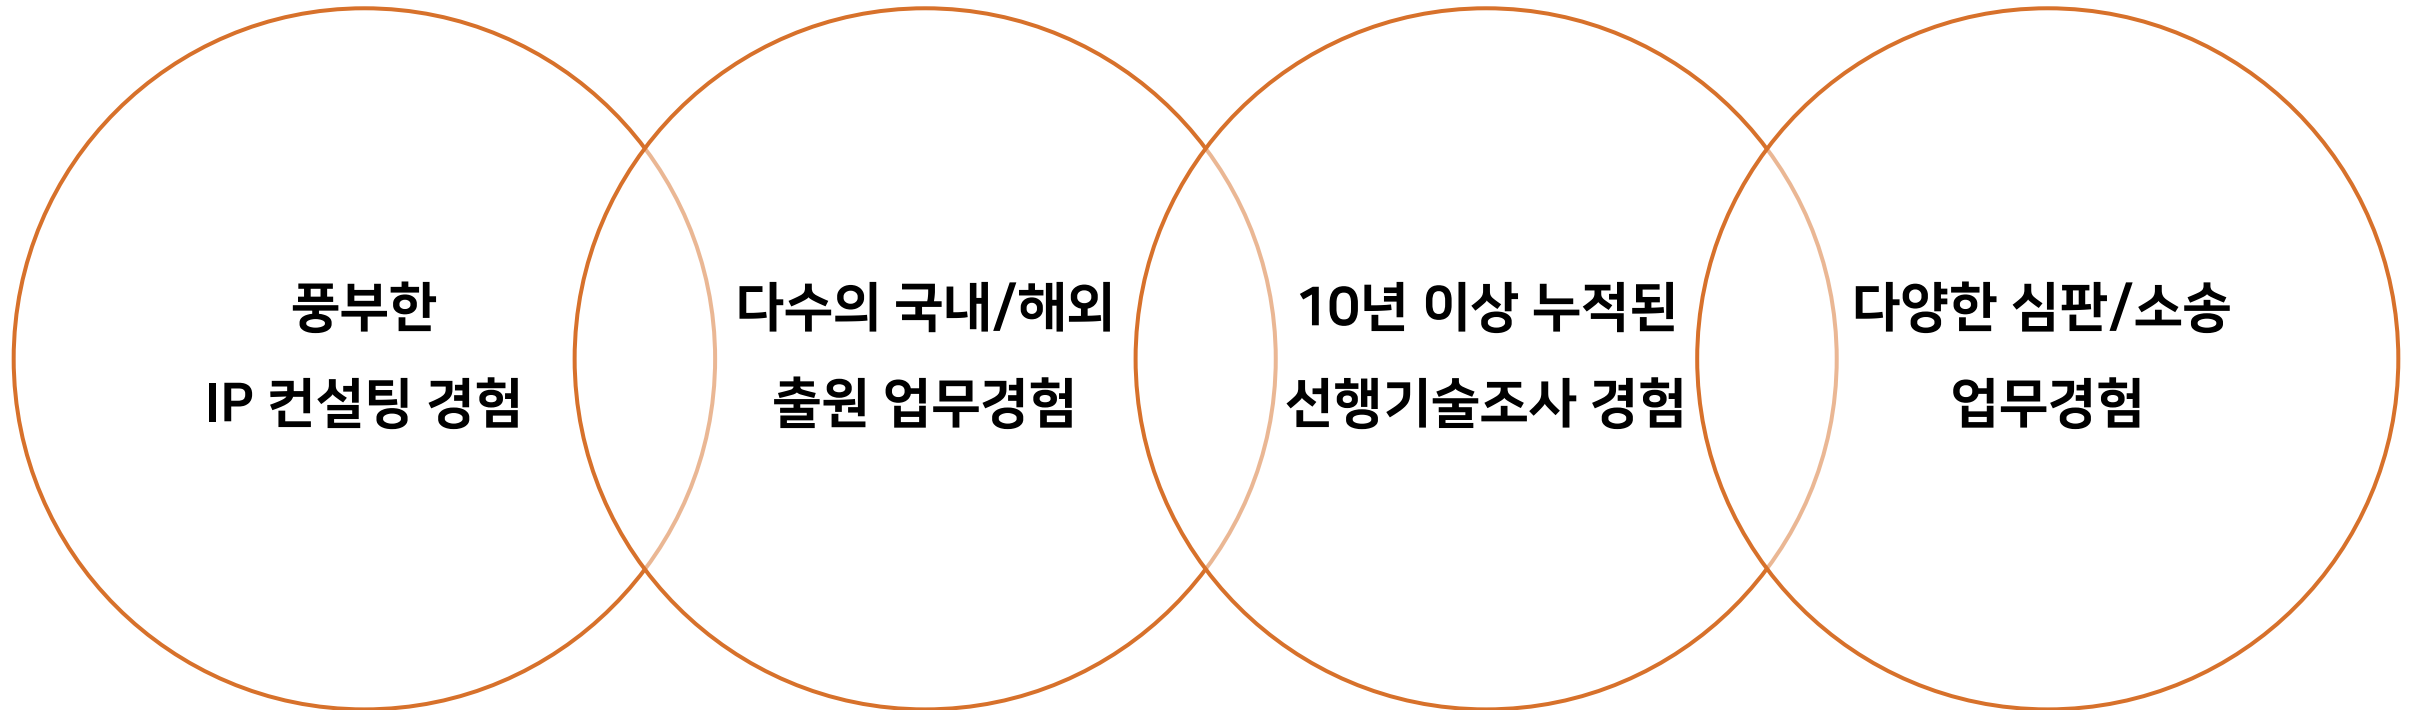 풍부한
IP 컨설팅 경험
다수의 국내/해외
출원 업무경험
10년 이상 누적된
선행기술조사 경험
다양한 심판/소송
업무경험